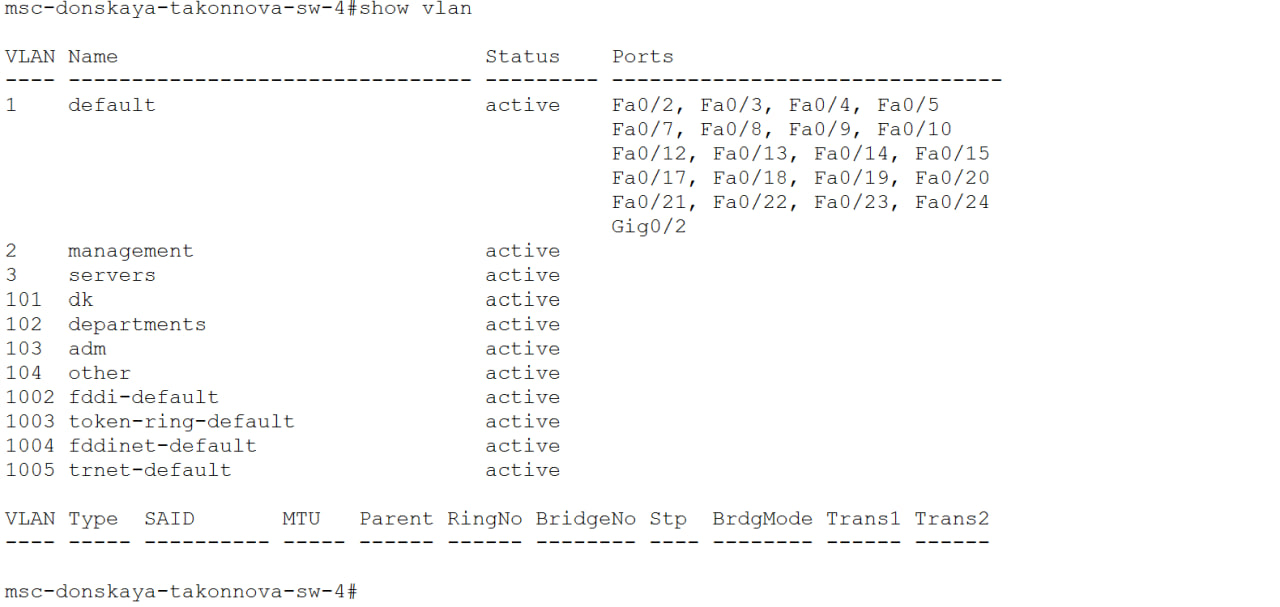 msc-donskaya-takonnova-sw-4#show vlan
VLAN Name                             Status    Ports
---- -------------------------------- --------- -------------------------------
1    default                          active    Fa0/2, Fa0/3, Fa0/4, Fa0/5
                                                Fa0/7, Fa0/8, Fa0/9, Fa0/10
                                                Fa0/12, Fa0/13, Fa0/14, Fa0/15
                                                Fa0/17, Fa0/18, Fa0/19, Fa0/20
                                                Fa0/21, Fa0/22, Fa0/23, Fa0/24
                                                Gig0/2
2    management                       active
3    servers                          active
101  dk                               active
102  departments                      active
103  adm                              active
104  other                            active
1002 fddi-default                     active
1003 token-ring-default               active
1004 fddinet-default                  active
1005 trnet-default                    active
VLAN Type  SAID       MTU   Parent RingNo BridgeNo Stp  BrdgMode Trans1 Trans2
---- ----- ---------- ----- ------ ------ -------- ---- -------- ------ ------
msc-donskaya-takonnova-sw-4#